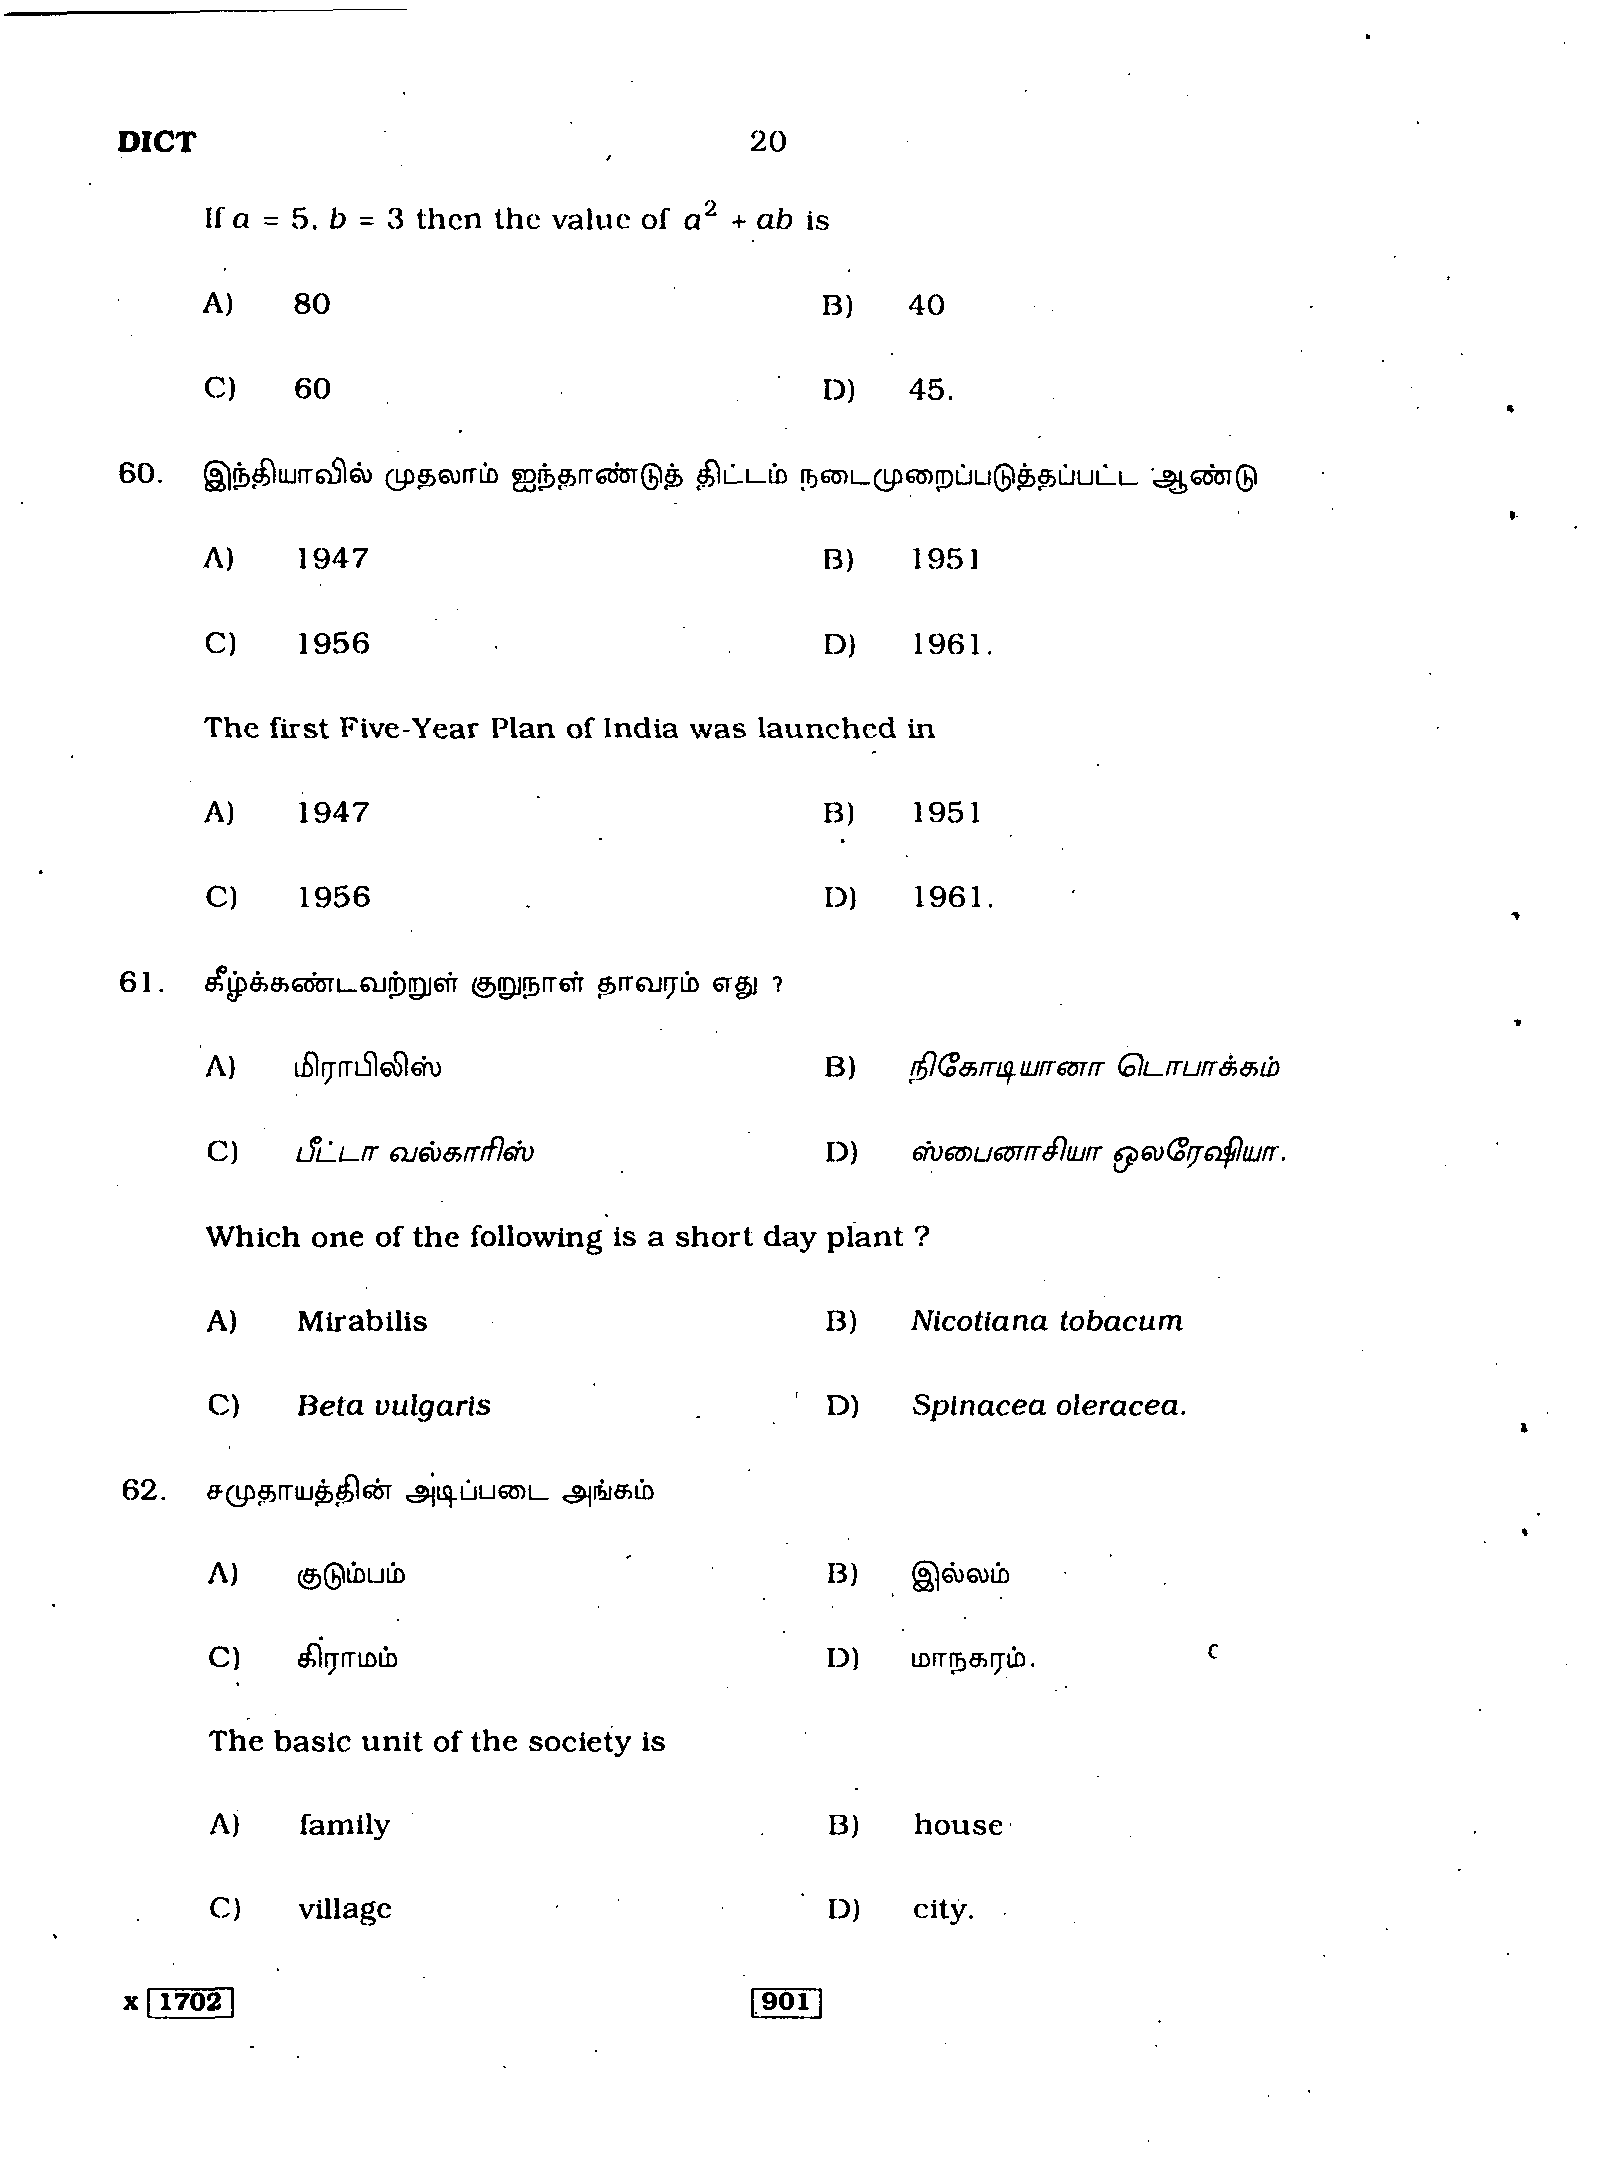 DICT 20
If a = 5, b = 3 then the value of a² + ab is
A) 80 B) 40
C) 60 D) 45.
60. இந்தியாவில் முதலாம் ஐந்தாண்டுத் திட்டம் நடைமுறைப்படுத்தப்பட்ட ஆண்டு
A) 1947 B) 1951
C) 1956 D) 1961.
The first Five-Year Plan of India was launched in
A) 1947 B) 1951
C) 1956 D) 1961.
61. கீழ்க்கண்டவற்றுள் குறுநாள் தாவரம் எது ?
A) மிராபிலிஸ் B) நிகோடியானா டொபாக்கம்
C) பீட்டா வல்காரிஸ் D) ஸ்பைனாசியா ஒலரேஷியா.
Which one of the following is a short day plant ?
A) Mirabilis B) Nicotiana tobacum
C) Beta vulgaris D) Spinacea oleracea.
62. சமுதாயத்தின் அடிப்படை அங்கம்
A) குடும்பம் B) இல்லம்
C) கிராமம் D) மாநகரம்.
The basic unit of the society is
A) family B) house
C) village D) city.
x 1702 901